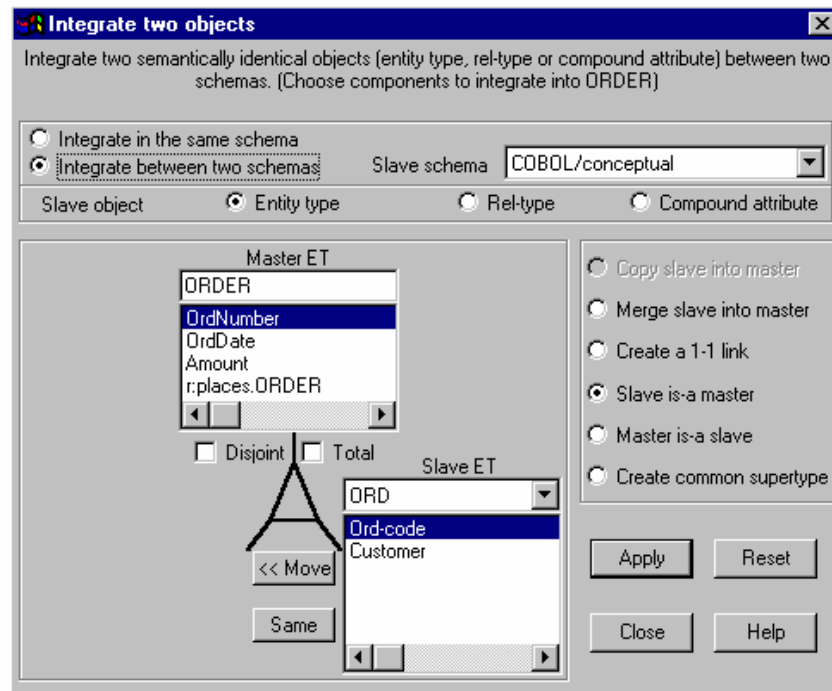 Integrate two objects
Integrate two semantically identical objects (entity type, rel-type or compound attribute) between two
schemas. (Choose components to integrate into ORDER)
Integrate in the same schema
Integrate between two schemas
Slave schema
COBOL/conceptual
Slave object
Entity type
Rel-type
Compound attribute
Master ET
ORDER
OrdNumber
OrdDate
Amount
r:places.ORDER
Disjoint
Total
Slave ET
ORD
Ord-code
Customer
<< Move
Same
Copy slave into master
Merge slave into master
Create a 1-1 link
Slave is-a master
Master is-a slave
Create common supertype
Apply
Reset
Close
Help